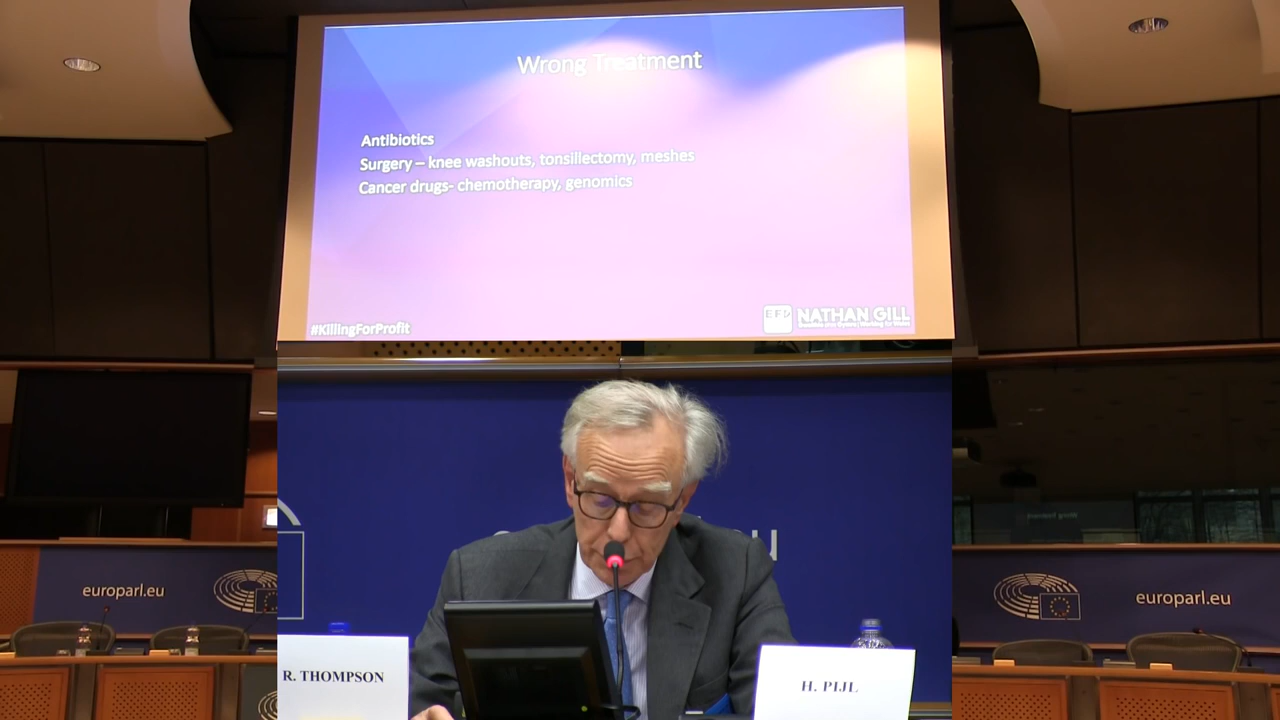 Wrong Treatment
Antibiotics
Surgery – knee washouts, tonsillectomy, meshes
Cancer drugs- chemotherapy, genomics
#KillingForProfit
EFD
NATHAN GILL
europarl.eu
europarl.eu
R. THOMPSON
H. PIJL